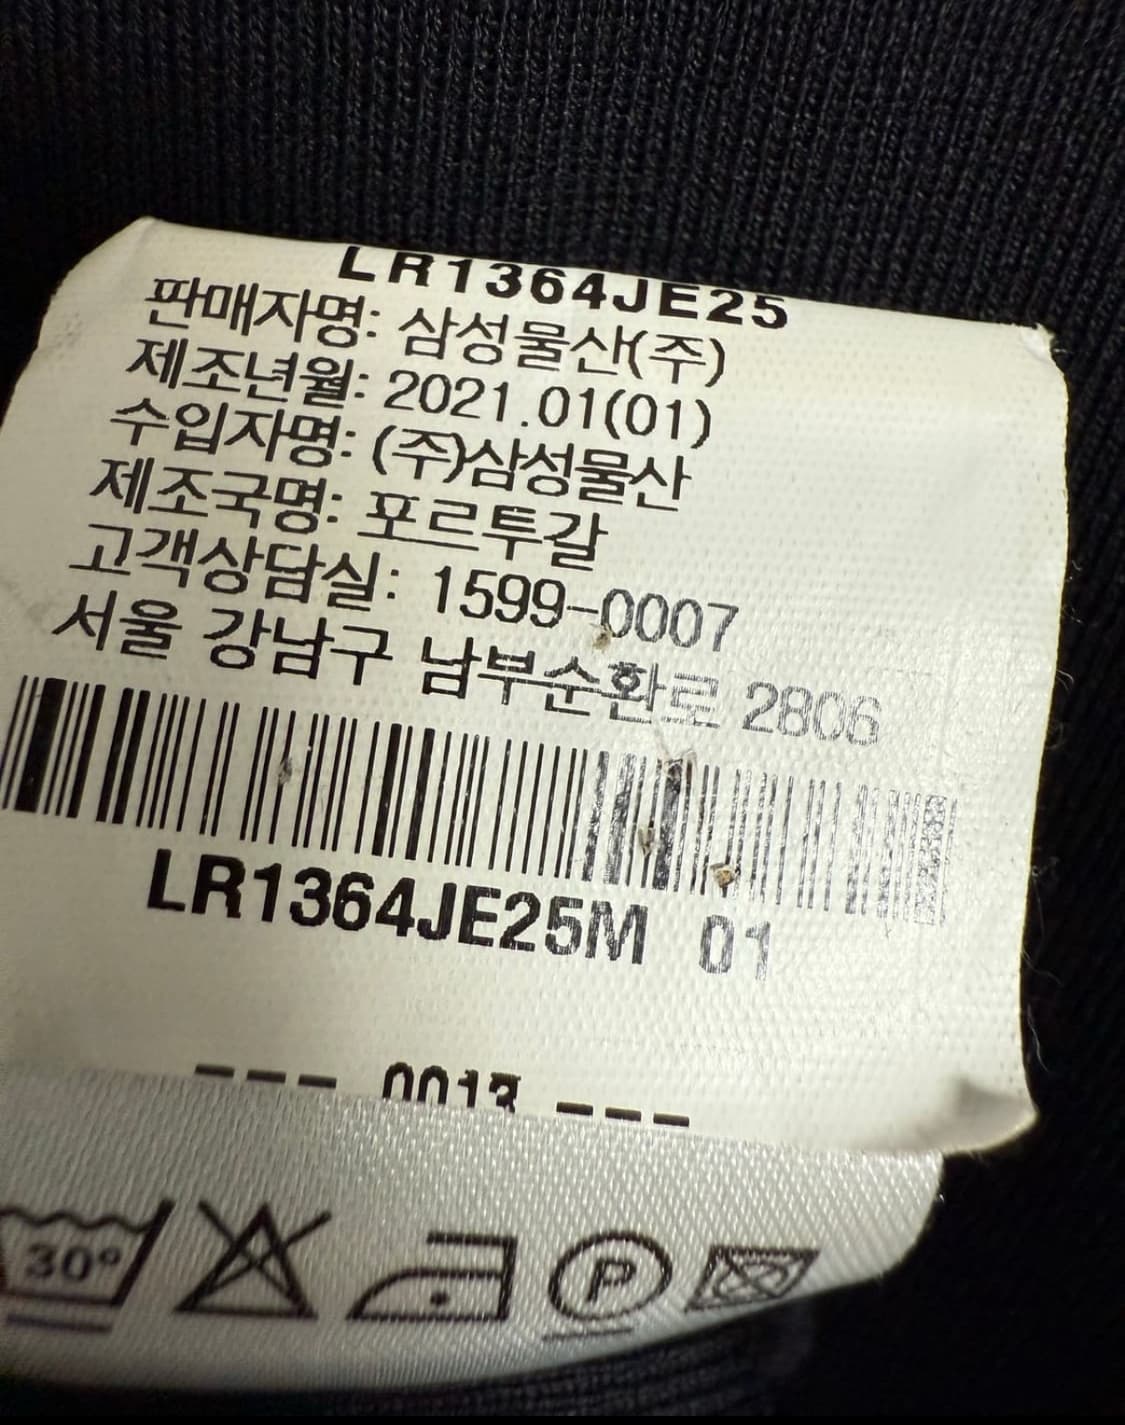 LR1364JE25
판매자명: 삼성물산(주)
제조년월: 2021.01(01)
수입자명: (주)삼성물산
제조국명: 포르투갈
고객상담실: 1599-0007
서울 강남구 남부순환로 2806
LR1364JE25M 01
--- 0013 ---
30°
P